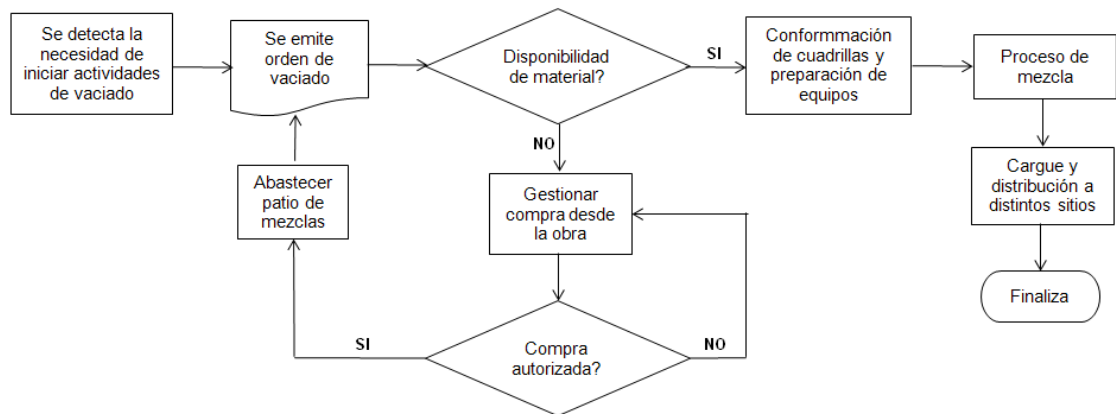 Se detecta la
necesidad de
iniciar actividades
de vaciado
Se emite
orden de
vaciado
Disponibilidad
de material?
SI
Conformmación
de cuadrillas y
preparación de
equipos
Proceso de
mezcla
NO
Abastecer
patio de
mezclas
Gestionar
compra desde
la obra
Cargue y
distribución a
distintos sitios
Finaliza
SI
Compra
autorizada?
NO